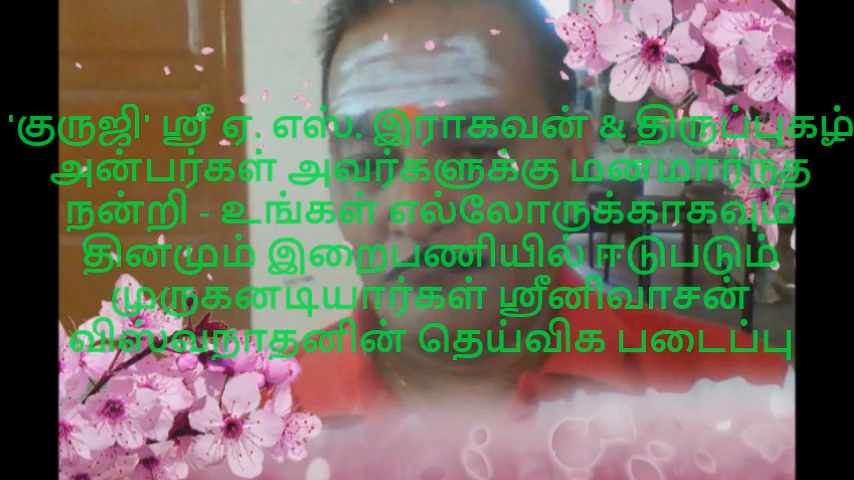 'குருஜி' ஸ்ரீ ஏ. எஸ். இராகவன் & திருப்புகழ்
அன்பர்கள் அவர்களுக்கு மனமார்ந்த
நன்றி - உங்கள் எல்லோருக்காகவும்
தினமும் இறைபணியில் ஈடுபடும்
முருகனடியார்கள் ஸ்ரீனிவாசன்
விஸ்வநாதனின் தெய்விக படைப்பு